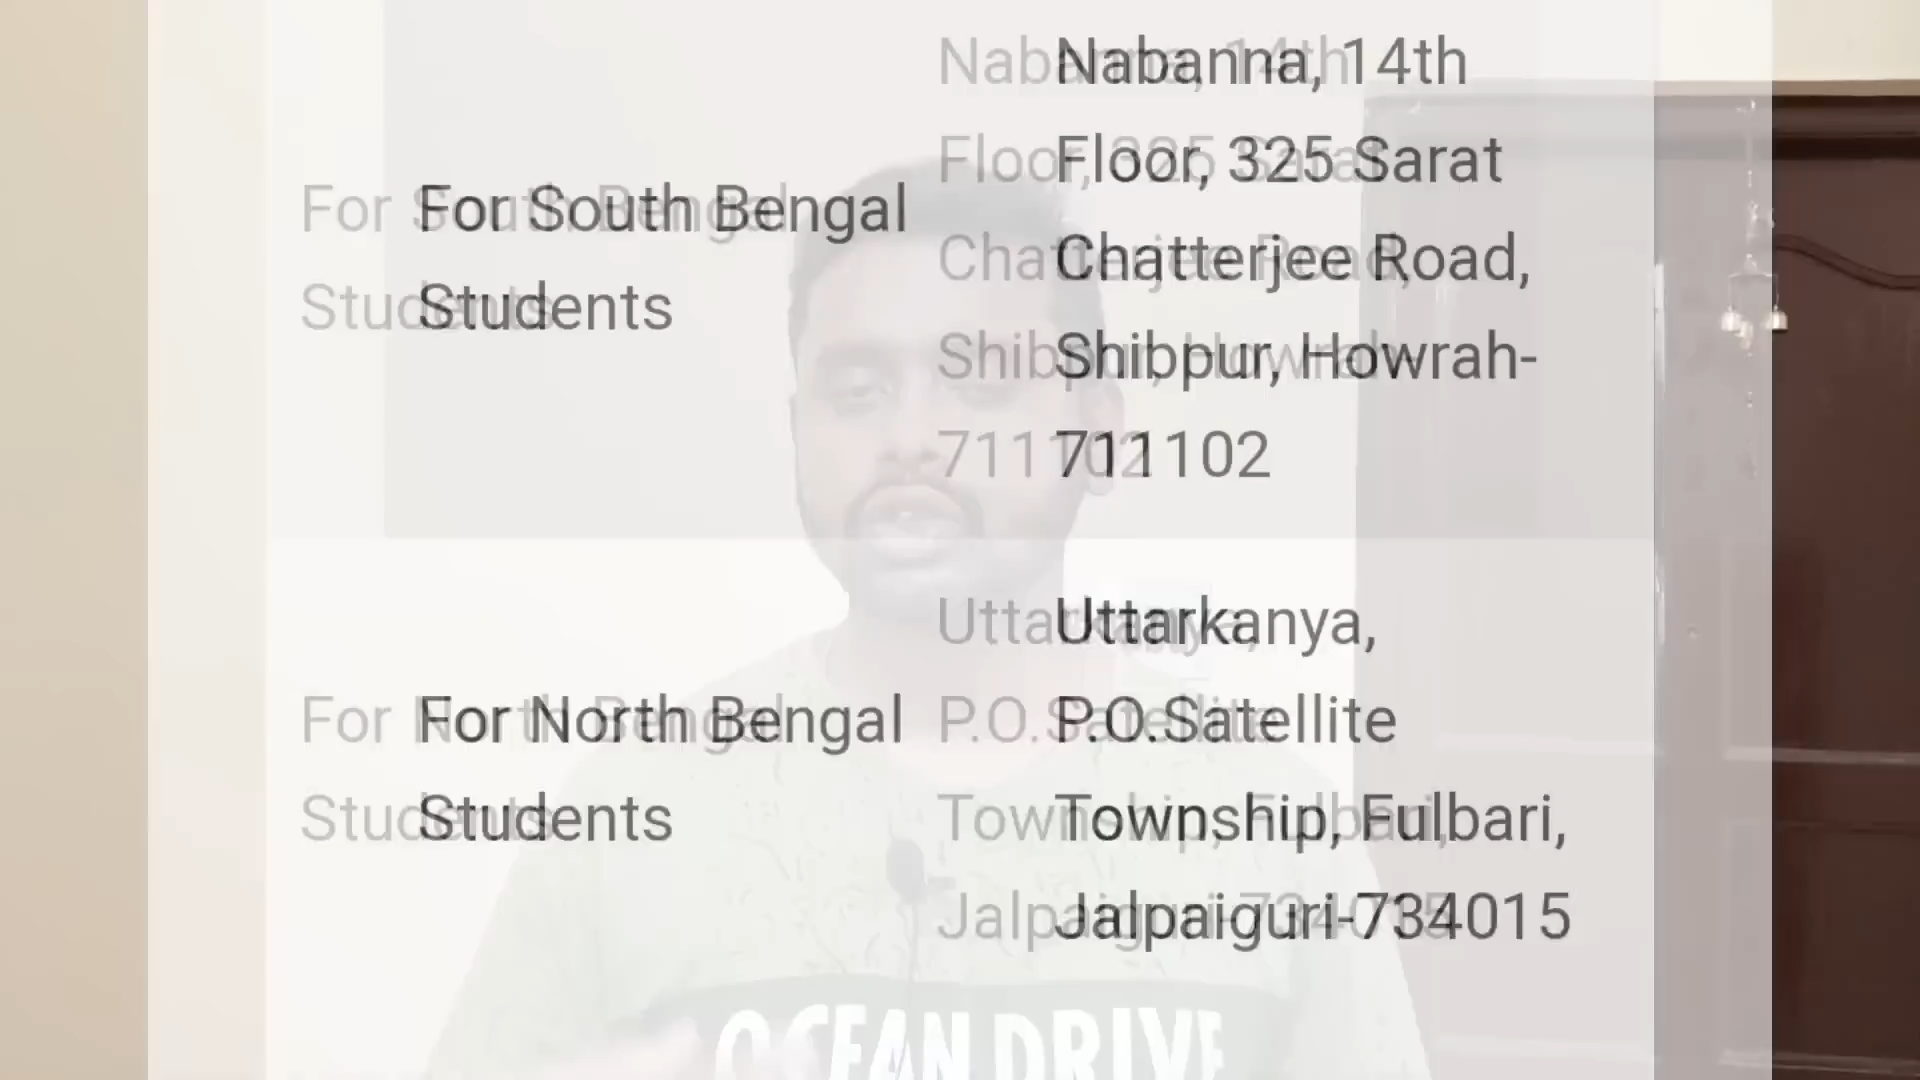 Nabanna, 14th
Floor, 325 Sarat
For South Bengal
Chatterjee Road,
Students
Shibpur, Howrah-
711102
Uttarkanya,
For North Bengal
P.O.Satellite
Students
Township, Fulbari,
Jalpaiguri-734015
OCEAN DRIVE